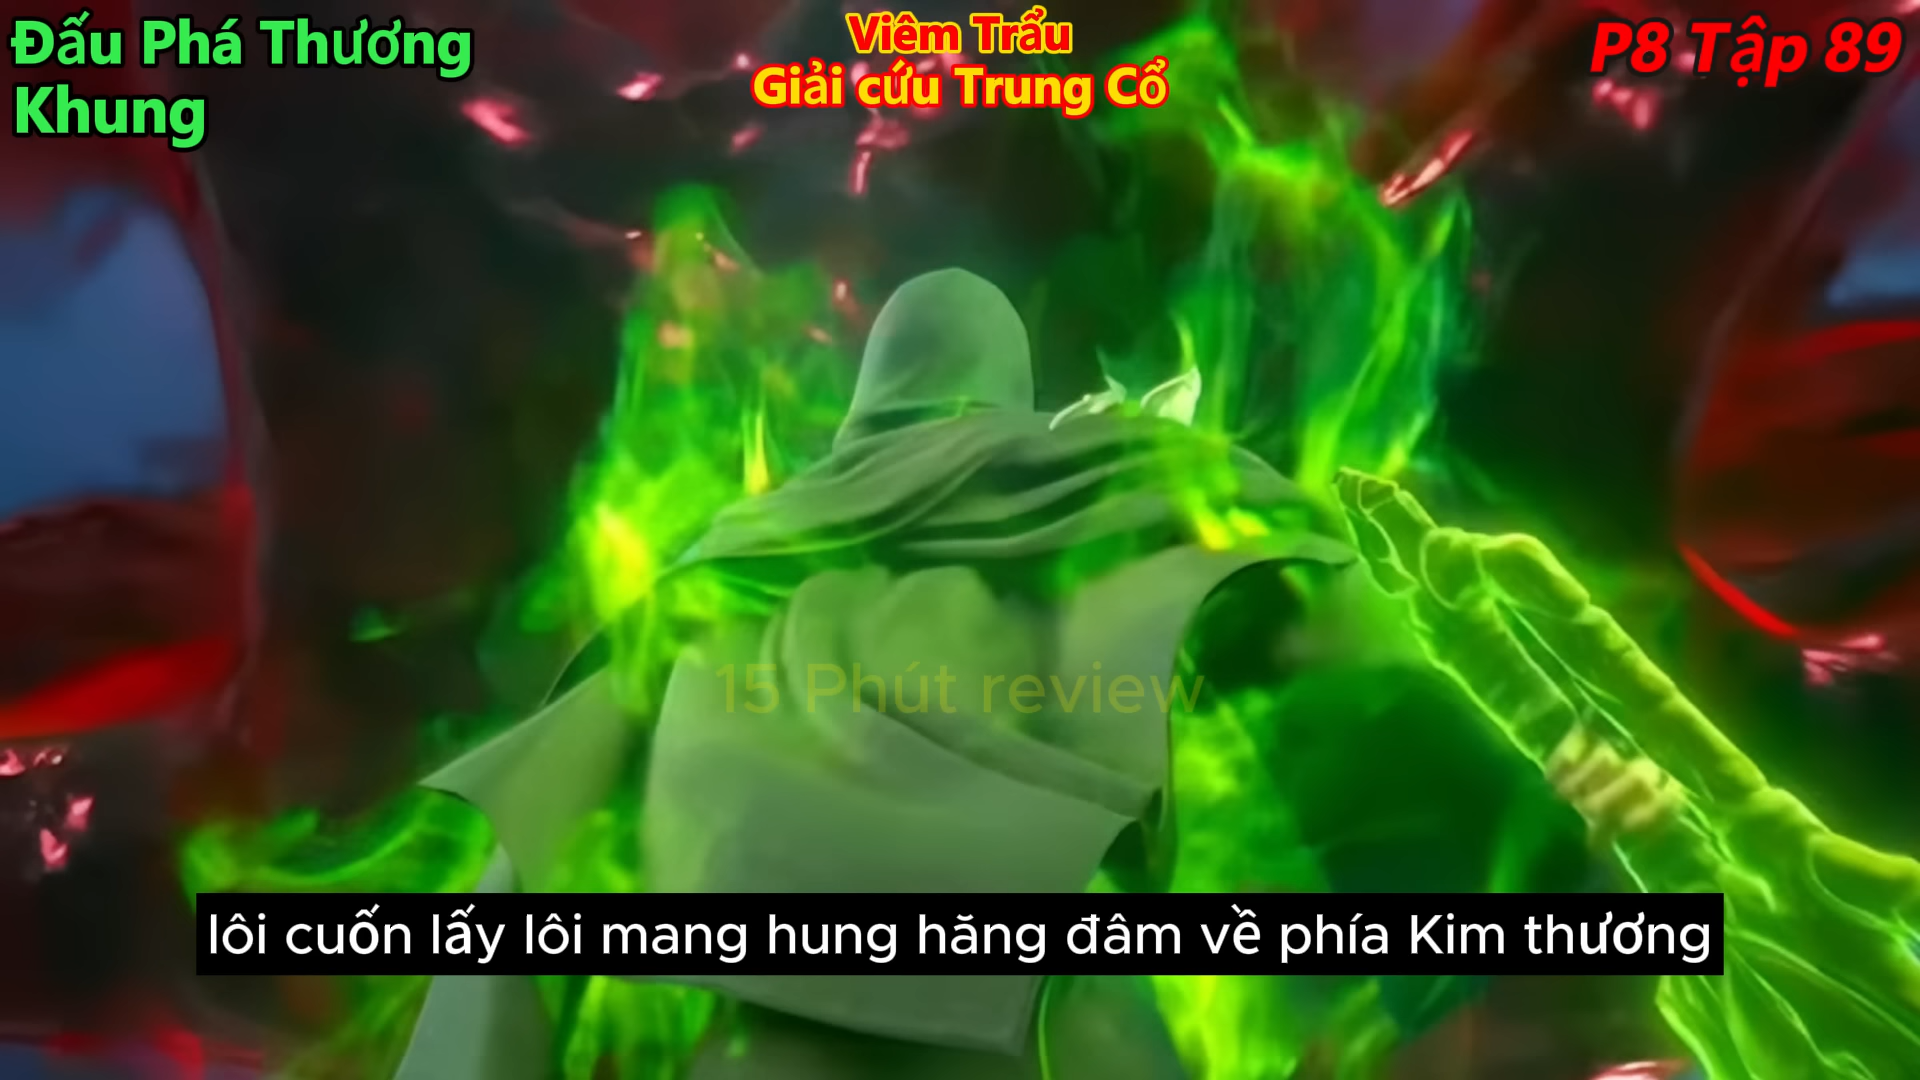 Đấu Phá Thương
Khung
Viêm Trẩu
Giải cứu Trung Cổ
P8 Tập 89
15 Phút review
lôi cuốn lấy lôi mang hung hăng đâm về phía Kim thương